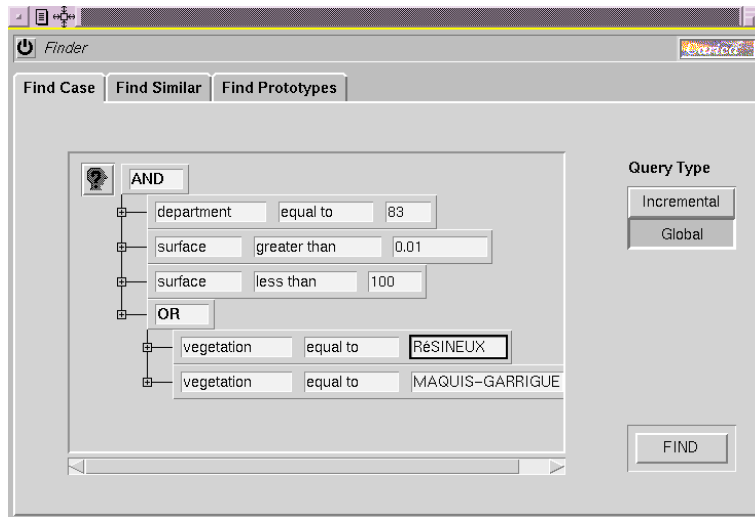 Finder
Carica
Find Case Find Similar Find Prototypes
Query Type
AND
Incremental
department equal to 83
Global
surface greater than 0.01
surface less than 100
OR
vegetation equal to RéSINEUX
vegetation equal to MAQUIS-GARRIGUE
FIND